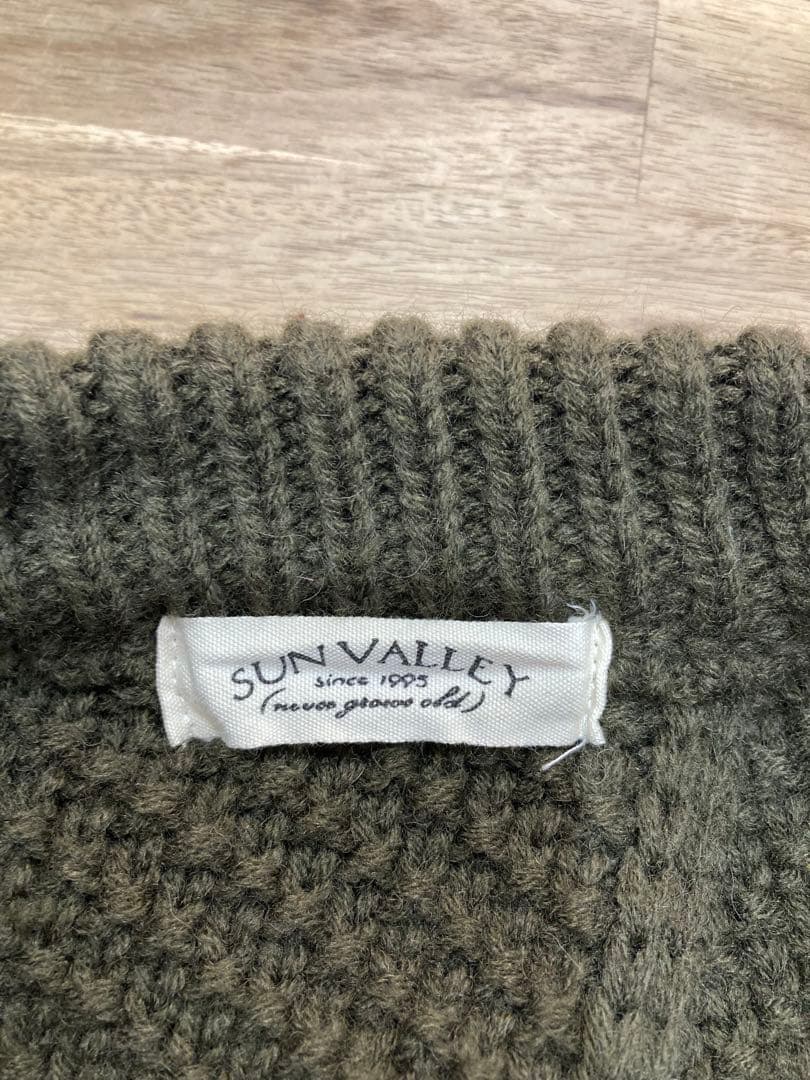 SUN VALLEY
since 1995
(never grows old)